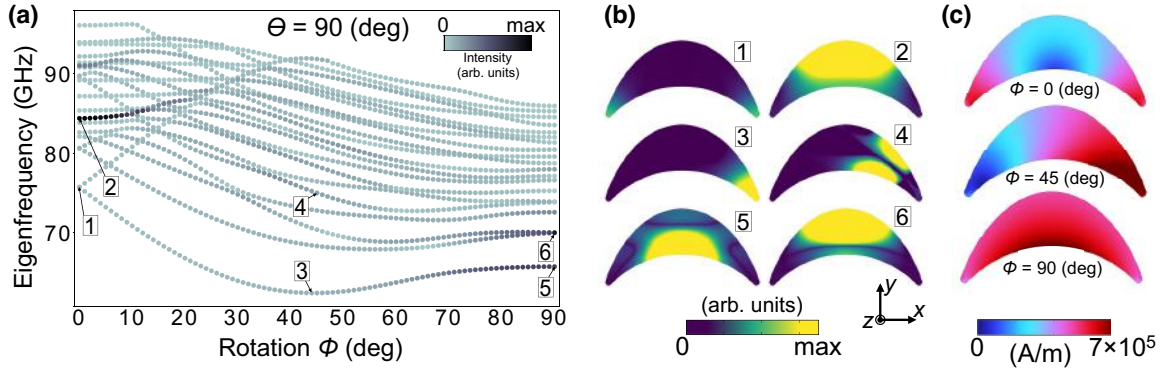 (a)
Θ = 90 (deg)
0 max
Intensity
(arb. units)
Eigenfrequency (GHz)
90
80
70
1
2
3
4
5
6
0 10 20 30 40 50 60 70 80 90
Rotation Φ (deg)
(b)
1 2
3 4
5 6
(arb. units)
0 max
y
z x
(c)
Φ = 0 (deg)
Φ = 45 (deg)
Φ = 90 (deg)
0 7×10⁵
(A/m)